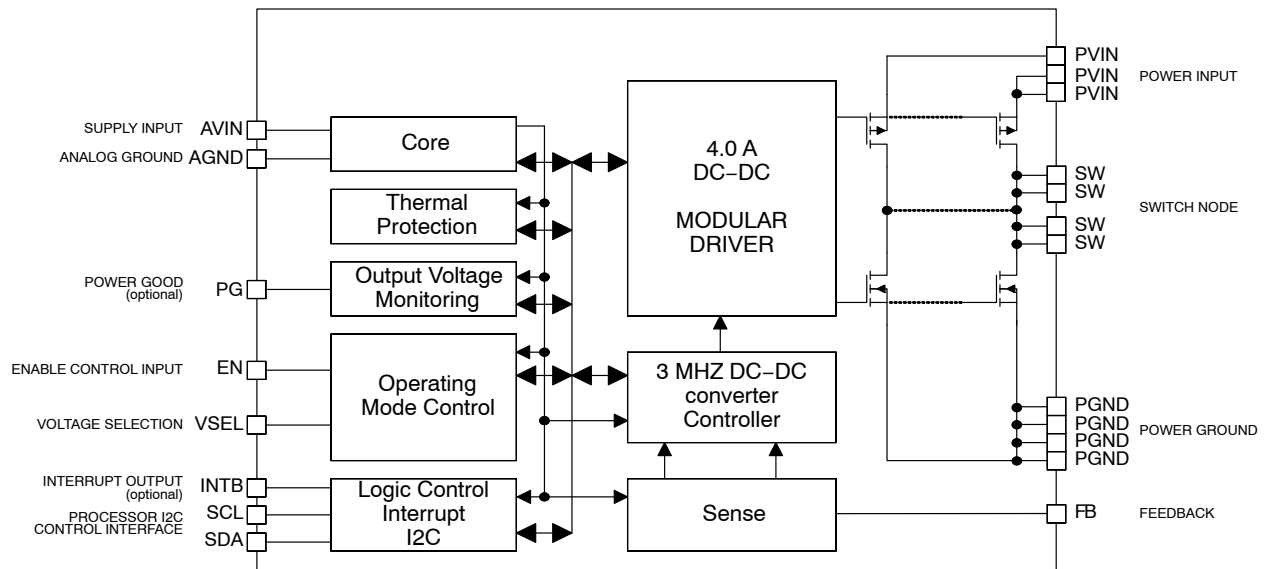 SUPPLY INPUT
AVIN
ANALOG GROUND
AGND
POWER GOOD
(optional)
PG
ENABLE CONTROL INPUT
EN
VOLTAGE SELECTION
VSEL
INTERRUPT OUTPUT
(optional)
INTB
PROCESSOR I2C
CONTROL INTERFACE
SCL
SDA
Core
Thermal
Protection
Output Voltage
Monitoring
Operating
Mode Control
Logic Control
Interrupt
I2C
4.0 A
DC−DC
MODULAR
DRIVER
3 MHZ DC−DC
converter
Controller
Sense
PVIN
PVIN
PVIN
POWER INPUT
SW
SW
SW
SW
SWITCH NODE
PGND
PGND
PGND
PGND
POWER GROUND
FB
FEEDBACK